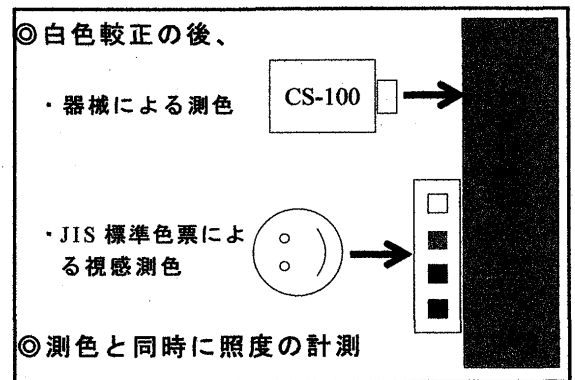 ◎白色較正の後、
・器械による測色
CS-100
・JIS 標準色票によ
る視感測色
◎測色と同時に照度の計測